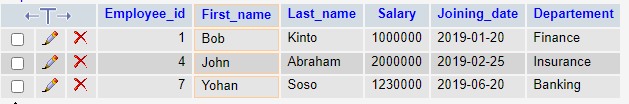 Employee_id First_name Last_name Salary Joining_date Departement
1 Bob Kinto 1000000 2019-01-20 Finance
4 John Abraham 2000000 2019-02-25 Insurance
7 Yohan Soso 1230000 2019-06-20 Banking